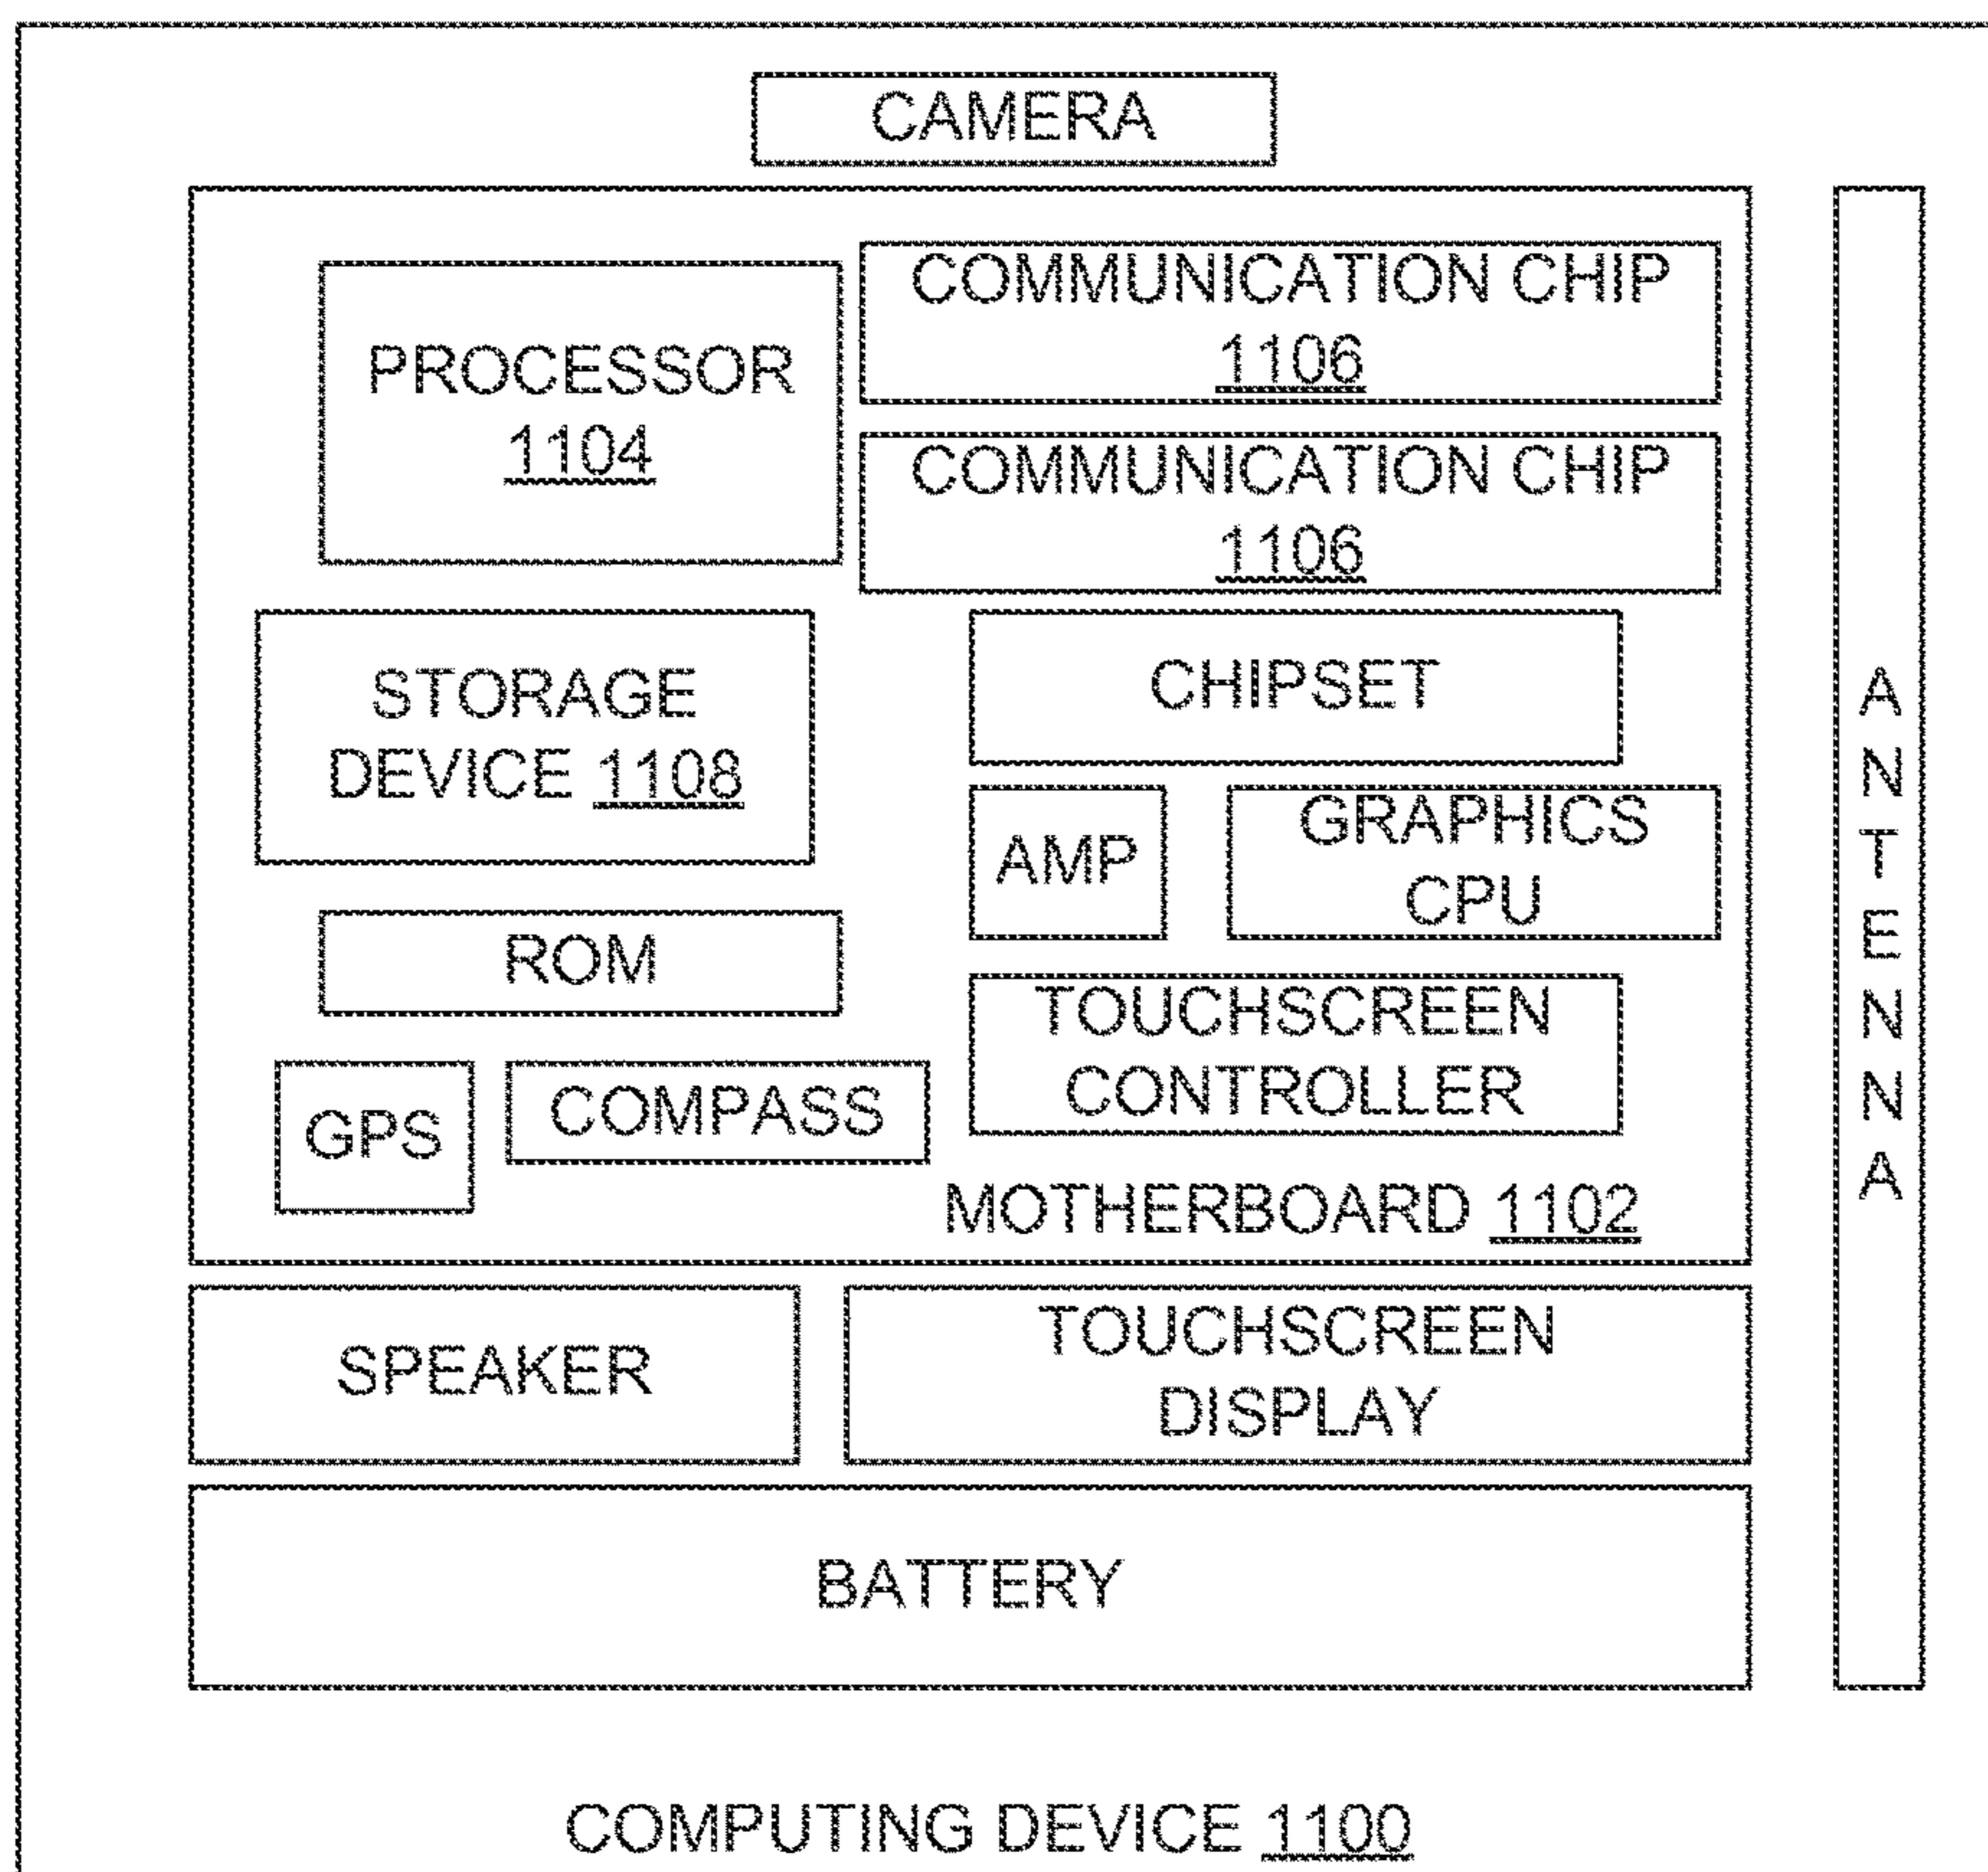 CAMERA
PROCESSOR
1104
COMMUNICATION CHIP
1106
COMMUNICATION CHIP
1106
STORAGE
DEVICE 1108
CHIPSET
AMP
GRAPHICS
CPU
ROM
TOUCHSCREEN
CONTROLLER
GPS
COMPASS
MOTHERBOARD 1102
ANTENNA
SPEAKER
TOUCHSCREEN
DISPLAY
BATTERY
COMPUTING DEVICE 1100